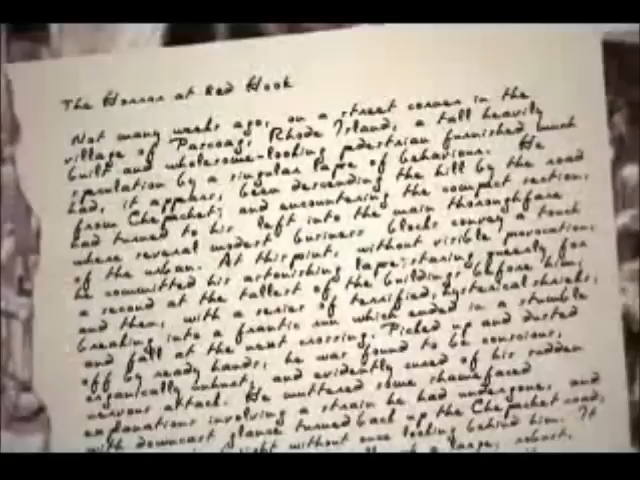 The Horror at Red Hook
Not many weeks ago, on a street corner in the
village of Pascoag, Rhode Island, a tall heavily
built and wholesome-looking pedestrian furnished much
speculation by a singular lapse of behaviour. He
had, it appears, been descending the hill by the road
from Chepachet; and encountering the compact section,
had turned to his left into the main thoroughfare
where several modest business blocks convey a touch
of the urban. At this point, without visible provocation,
he committed his astonishing lapse; staring queerly for
a second at the tallest of the buildings before him,
and then, with a series of terrified, hysterical shrieks,
breaking into a frantic run which ended in a stumble
and fall at the next crossing. Picked up and dusted
off by ready hands, he was found to be conscious,
organically unhurt, and evidently cured of his sudden
nervous attack. He muttered some shamefaced
explanations involving a strain he had undergone, and
with downcast glance turned back up the Chepachet road,
without once looking behind him. It
large, robust,